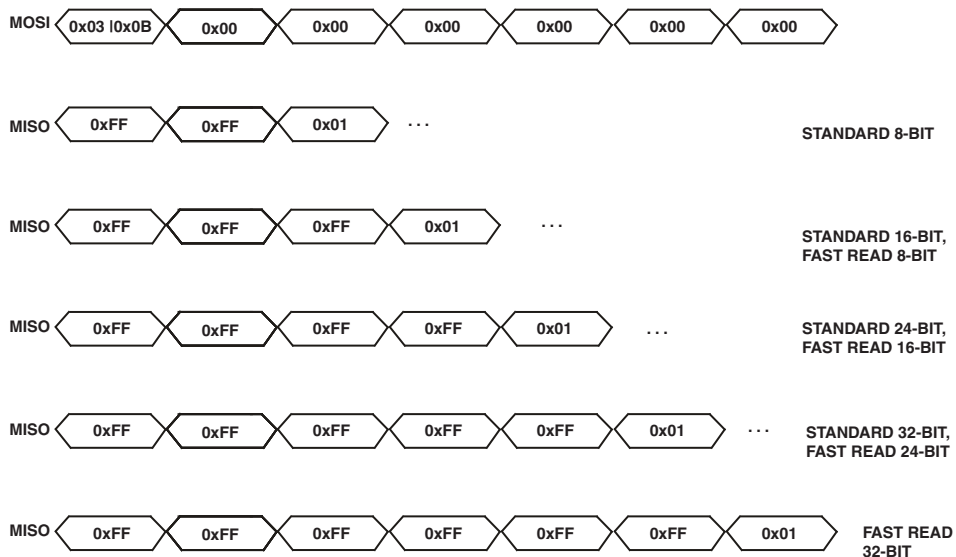 MOSI 0x03 |0x0B 0x00 0x00 0x00 0x00 0x00 0x00
MISO 0xFF 0xFF 0x01 ...
STANDARD 8-BIT
MISO 0xFF 0xFF 0xFF 0x01 ...
STANDARD 16-BIT,
FAST READ 8-BIT
MISO 0xFF 0xFF 0xFF 0xFF 0x01 ...
STANDARD 24-BIT,
FAST READ 16-BIT
MISO 0xFF 0xFF 0xFF 0xFF 0xFF 0x01 ...
STANDARD 32-BIT,
FAST READ 24-BIT
MISO 0xFF 0xFF 0xFF 0xFF 0xFF 0xFF 0x01
FAST READ
32-BIT